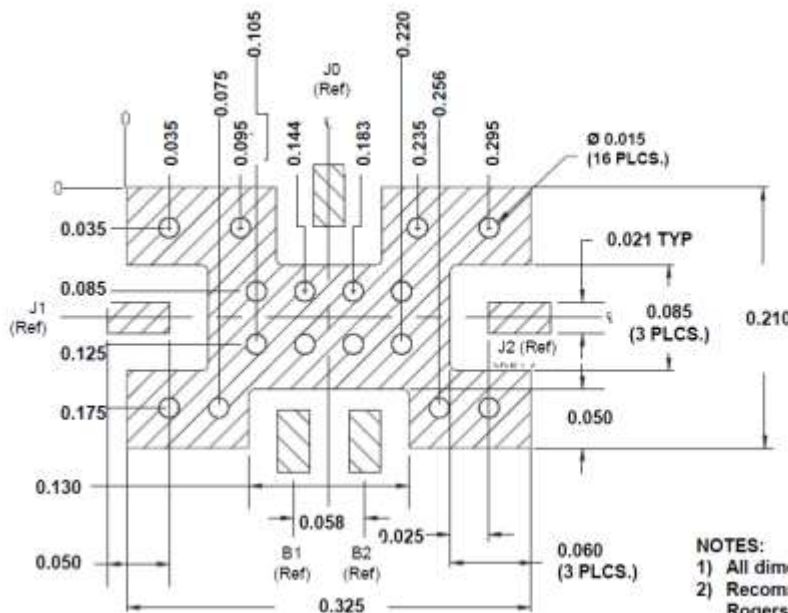 0.105
0.220
J0
(Ref)
0.075
0.256
0
0.035
0.095
0.144
0.183
0.235
0.295
Ø 0.015
(16 PLCS.)
0
0.035
0.021 TYP
0.085
J1
(Ref)
0.085
(3 PLCS.)
0.210
0.125
J2 (Ref)
0.175
0.050
0.130
0.058
0.025
0.050
B1
(Ref)
B2
(Ref)
0.060
(3 PLCS.)
0.325
NOTES:
1) All dime
2) Recom
Rogers